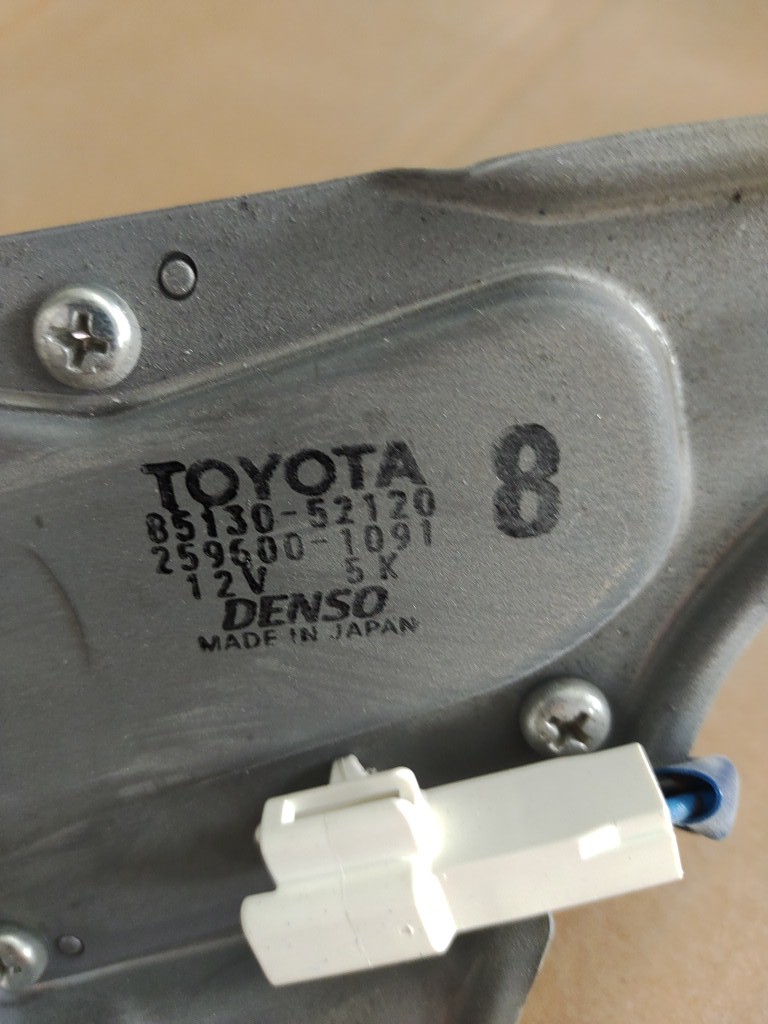 TOYOTA
85130-52120
259600-1091
12V 5K
DENSO
MADE IN JAPAN
8